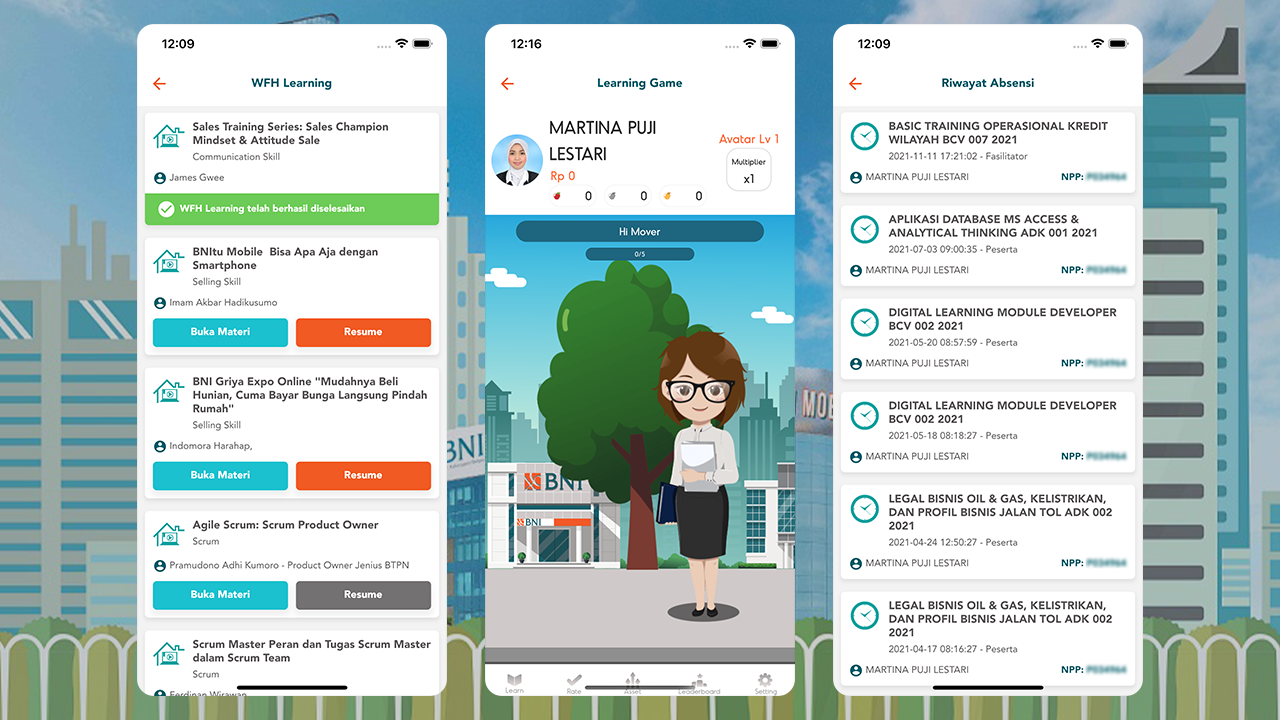 12:09
WFH Learning
Sales Training Series: Sales Champion
Mindset & Attitude Sale
Communication Skill
James Gwee
WFH Learning telah berhasil diselesaikan
BNItu Mobile  Bisa Apa Aja dengan
Smartphone
Selling Skill
Imam Akbar Hadikusumo
Buka Materi
Resume
BNI Griya Expo Online "Mudahnya Beli
Hunian, Cuma Bayar Bunga Langsung Pindah
Rumah"
Selling Skill
Indomora Harahap,
Buka Materi
Resume
Agile Scrum: Scrum Product Owner
Scrum
Pramudono Adhi Kumoro - Product Owner Jenius BTPN
Buka Materi
Resume
Scrum Master Peran dan Tugas Scrum Master
dalam Scrum Team
Scrum
Ferdinan Wirawan
BNI
12:16
Learning Game
MARTINA PUJI
LESTARI
Rp 0
0
0
0
Avatar Lv 1
Multiplier
x1
Hi Mover
0/5
BNI
BNI
Learn
Rate
Asset
Leaderboard
Setting
MOB
12:09
Riwayat Absensi
BASIC TRAINING OPERASIONAL KREDIT
WILAYAH BCV 007 2021
2021-11-11 17:21:02 - Fasilitator
MARTINA PUJI LESTARI
NPP:
APLIKASI DATABASE MS ACCESS &
ANALYTICAL THINKING ADK 001 2021
2021-07-03 09:00:35 - Peserta
MARTINA PUJI LESTARI
NPP:
DIGITAL LEARNING MODULE DEVELOPER
BCV 002 2021
2021-05-20 08:57:59 - Peserta
MARTINA PUJI LESTARI
NPP:
DIGITAL LEARNING MODULE DEVELOPER
BCV 002 2021
2021-05-18 08:18:27 - Peserta
MARTINA PUJI LESTARI
NPP:
LEGAL BISNIS OIL & GAS, KELISTRIKAN,
DAN PROFIL BISNIS JALAN TOL ADK 002
2021
2021-04-24 12:50:27 - Peserta
MARTINA PUJI LESTARI
NPP:
LEGAL BISNIS OIL & GAS, KELISTRIKAN,
DAN PROFIL BISNIS JALAN TOL ADK 002
2021
2021-04-17 08:16:27 - Peserta
MARTINA PUJI LESTARI
NPP: